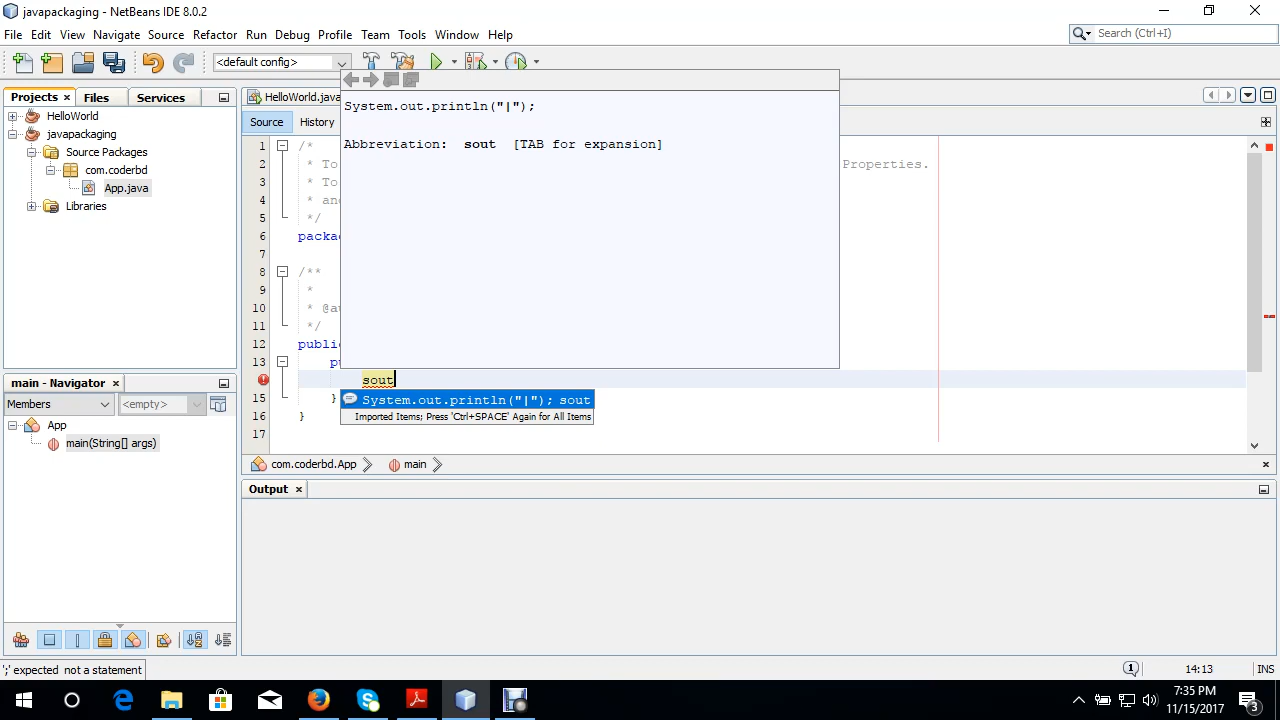 javapackaging - NetBeans IDE 8.0.2
File Edit View Navigate Source Refactor Run Debug Profile Team Tools Window Help
Search (Ctrl+I)
<default config>
Projects Files Services
HelloWorld
javapackaging
Source Packages
com.coderbd
App.java
Libraries
HelloWorld.java
Source History
System.out.println("|");
Abbreviation: sout [TAB for expansion]
1 /*
2 * To Properties.
3 * To
4 * and
5 */
6 packa
7
8 /**
9 *
10 * @au
11 */
12 publi
13 pu
sout
15 }
16 }
17
System.out.println("|"); sout
Imported Items; Press 'Ctrl+SPACE' Again for All Items
com.coderbd.App main
main - Navigator
Members <empty>
App
main(String[] args)
Output
';' expected not a statement
1
14:13 INS
7:35 PM
11/15/2017
3